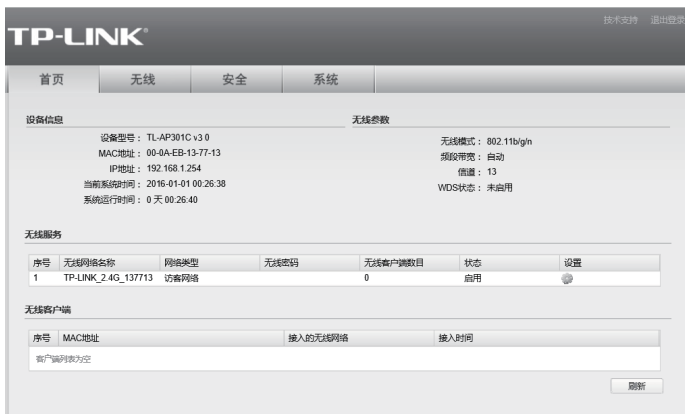 技术支持 退出登录
TP-LINK®
首页 无线 安全 系统
设备信息
设备型号： TL-AP301C v3.0
MAC地址： 00-0A-EB-13-77-13
IP地址： 192.168.1.254
当前系统时间： 2016-01-01 00:26:38
系统运行时间： 0 天 00:26:40
无线参数
无线模式： 802.11b/g/n
频段带宽： 自动
信道： 13
WDS状态： 未启用
无线服务
序号 无线网络名称 网络类型 无线密码 无线客户端数目 状态 设置
1 TP-LINK_2.4G_137713 访客网络 0 启用
无线客户端
序号 MAC地址 接入的无线网络 接入时间
客户端列表为空
刷新